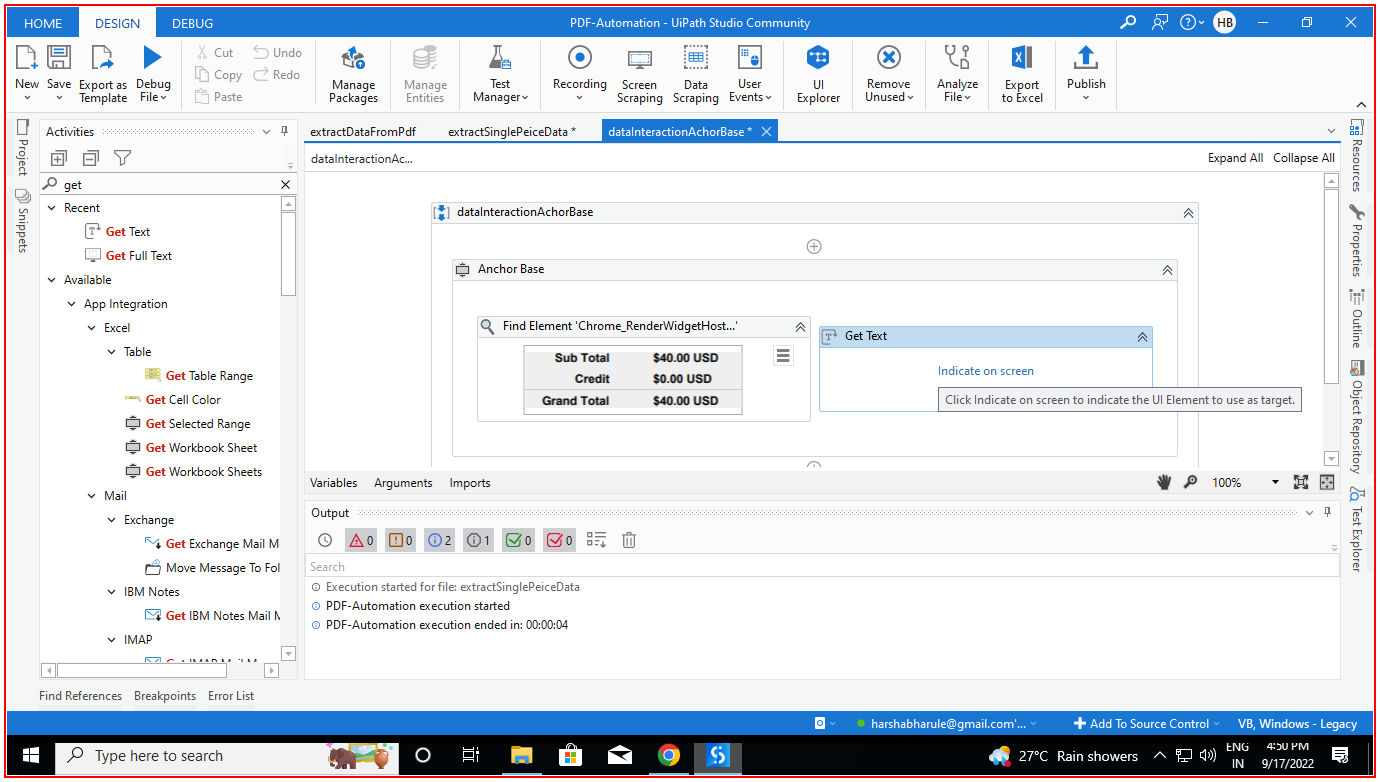 HOME DESIGN DEBUG PDF-Automation - UiPath Studio Community HB
New Save Export as Template Debug File Cut Copy Paste Undo Redo Manage Packages Manage Entities Test Manager Recording Screen Scraping Data Scraping User Events UI Explorer Remove Unused Analyze File Export to Excel Publish
Project
Snippets
Activities
get
Recent
Get Text
Get Full Text
Available
App Integration
Excel
Table
Get Table Range
Get Cell Color
Get Selected Range
Get Workbook Sheet
Get Workbook Sheets
Mail
Exchange
Get Exchange Mail M
Move Message To Fol
IBM Notes
Get IBM Notes Mail M
IMAP
extractDataFromPdf extractSinglePeiceData * dataInteractionAchorBase *
dataInteractionAc... Expand All Collapse All
dataInteractionAchorBase
Anchor Base
Find Element 'Chrome_RenderWidgetHost...'
Sub Total $40.00 USD
Credit $0.00 USD
Grand Total $40.00 USD
Get Text
Indicate on screen
Click Indicate on screen to indicate the UI Element to use as target.
Variables Arguments Imports 100%
Output
0 0 2 1 0 0
Search
Execution started for file: extractSinglePeiceData
PDF-Automation execution started
PDF-Automation execution ended in: 00:00:04
Resources
Properties
Outline
Object Repository
Test Explorer
Find References Breakpoints Error List
harshabharule@gmail.com'... Add To Source Control VB, Windows - Legacy
Type here to search 27°C Rain showers ENG IN 4:50 PM 9/17/2022